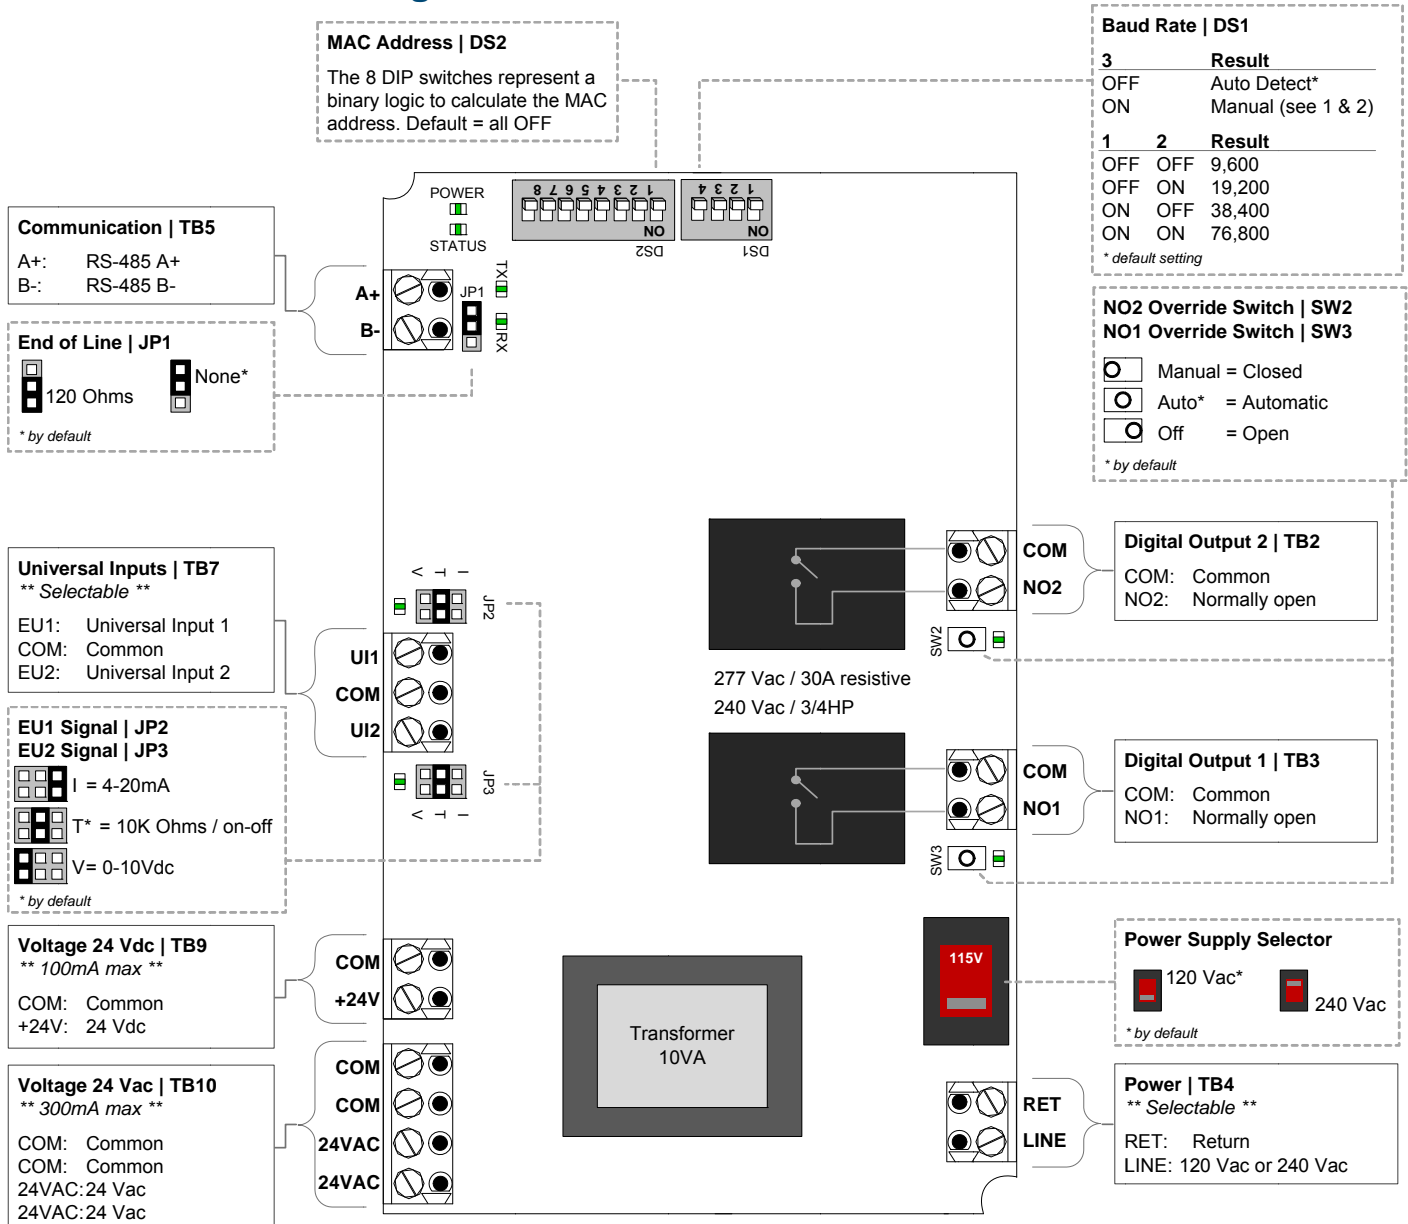 MAC Address | DS2
The 8 DIP switches represent a
binary logic to calculate the MAC
address. Default = all OFF
Baud Rate | DS1
3 Result
OFF Auto Detect*
ON Manual (see 1 & 2)
1 2 Result
OFF OFF 9,600
OFF ON 19,200
ON OFF 38,400
ON ON 76,800
* default setting
POWER
STATUS
8 7 6 5 4 3 2 1
ON
DS2
4 3 2 1
ON
DS1
Communication | TB5
A+: RS-485 A+
B-: RS-485 B-
A+
B-
JP1
TX
RX
End of Line | JP1
120 Ohms
None*
* by default
NO2 Override Switch | SW2
NO1 Override Switch | SW3
Manual = Closed
Auto* = Automatic
Off = Open
* by default
Universal Inputs | TB7
** Selectable **
EU1: Universal Input 1
COM: Common
EU2: Universal Input 2
V T I
JP2
UI1
COM
UI2
JP3
V T I
EU1 Signal | JP2
EU2 Signal | JP3
I = 4-20mA
T* = 10K Ohms / on-off
V= 0-10Vdc
* by default
COM
NO2
SW2
Digital Output 2 | TB2
COM: Common
NO2: Normally open
277 Vac / 30A resistive
240 Vac / 3/4HP
COM
NO1
SW3
Digital Output 1 | TB3
COM: Common
NO1: Normally open
Voltage 24 Vdc | TB9
** 100mA max **
COM: Common
+24V: 24 Vdc
COM
+24V
115V
Power Supply Selector
120 Vac*
240 Vac
* by default
Transformer
10VA
Voltage 24 Vac | TB10
** 300mA max **
COM: Common
COM: Common
24VAC: 24 Vac
24VAC: 24 Vac
COM
COM
24VAC
24VAC
RET
LINE
Power | TB4
** Selectable **
RET: Return
LINE: 120 Vac or 240 Vac